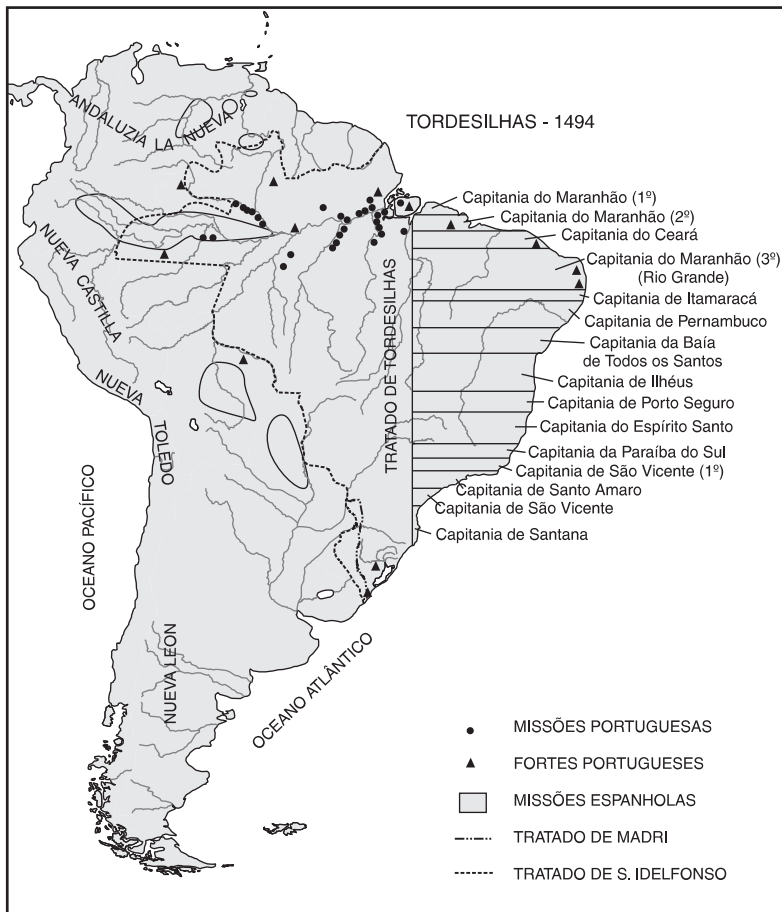 TORDESILHAS - 1494
ANDALUZIA LA NUEVA
NUEVA CASTILLA
NUEVA
TOLEDO
NUEVA LEON
OCEANO PACÍFICO
OCEANO ATLÂNTICO
TRATADO DE TORDESILHAS
Capitania do Maranhão (1º)
Capitania do Maranhão (2º)
Capitania do Ceará
Capitania do Maranhão (3º)
(Rio Grande)
Capitania de Itamaracá
Capitania de Pernambuco
Capitania da Baía
de Todos os Santos
Capitania de Ilhéus
Capitania de Porto Seguro
Capitania do Espírito Santo
Capitania da Paraíba do Sul
Capitania de São Vicente (1º)
Capitania de Santo Amaro
Capitania de São Vicente
Capitania de Santana
MISSÕES PORTUGUESAS
FORTES PORTUGUESES
MISSÕES ESPANHOLAS
TRATADO DE MADRI
TRATADO DE S. IDELFONSO